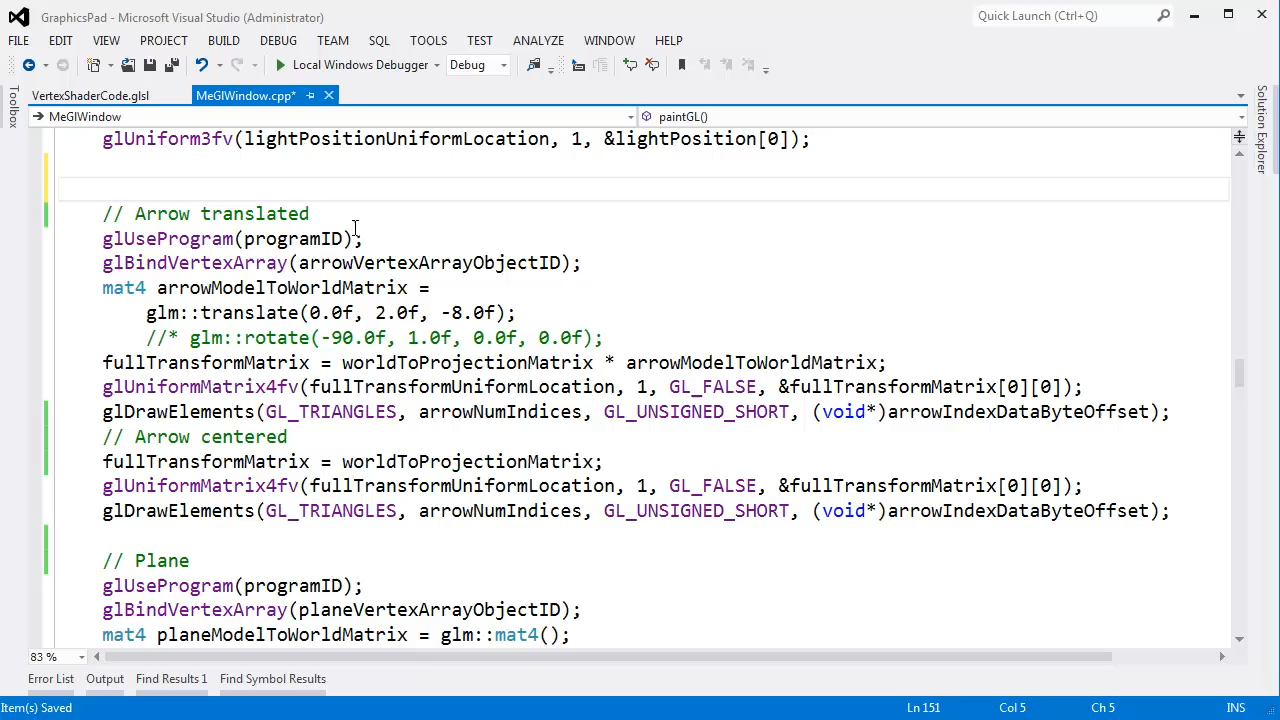 GraphicsPad - Microsoft Visual Studio (Administrator)
Quick Launch (Ctrl+Q)
FILE EDIT VIEW PROJECT BUILD DEBUG TEAM SQL TOOLS TEST ANALYZE WINDOW HELP
Local Windows Debugger Debug
Toolbox
VertexShaderCode.glsl MeGlWindow.cpp*
MeGlWindow paintGL()
Solution Explorer
glUniform3fv(lightPositionUniformLocation, 1, &lightPosition[0]);
// Arrow translated
glUseProgram(programID);
glBindVertexArray(arrowVertexArrayObjectID);
mat4 arrowModelToWorldMatrix =
glm::translate(0.0f, 2.0f, -8.0f);
//* glm::rotate(-90.0f, 1.0f, 0.0f, 0.0f);
fullTransformMatrix = worldToProjectionMatrix * arrowModelToWorldMatrix;
glUniformMatrix4fv(fullTransformUniformLocation, 1, GL_FALSE, &fullTransformMatrix[0][0]);
glDrawElements(GL_TRIANGLES, arrowNumIndices, GL_UNSIGNED_SHORT, (void*)arrowIndexDataByteOffset);
// Arrow centered
fullTransformMatrix = worldToProjectionMatrix;
glUniformMatrix4fv(fullTransformUniformLocation, 1, GL_FALSE, &fullTransformMatrix[0][0]);
glDrawElements(GL_TRIANGLES, arrowNumIndices, GL_UNSIGNED_SHORT, (void*)arrowIndexDataByteOffset);
// Plane
glUseProgram(programID);
glBindVertexArray(planeVertexArrayObjectID);
mat4 planeModelToWorldMatrix = glm::mat4();
83 %
Error List Output Find Results 1 Find Symbol Results
Item(s) Saved Ln 151 Col 5 Ch 5 INS